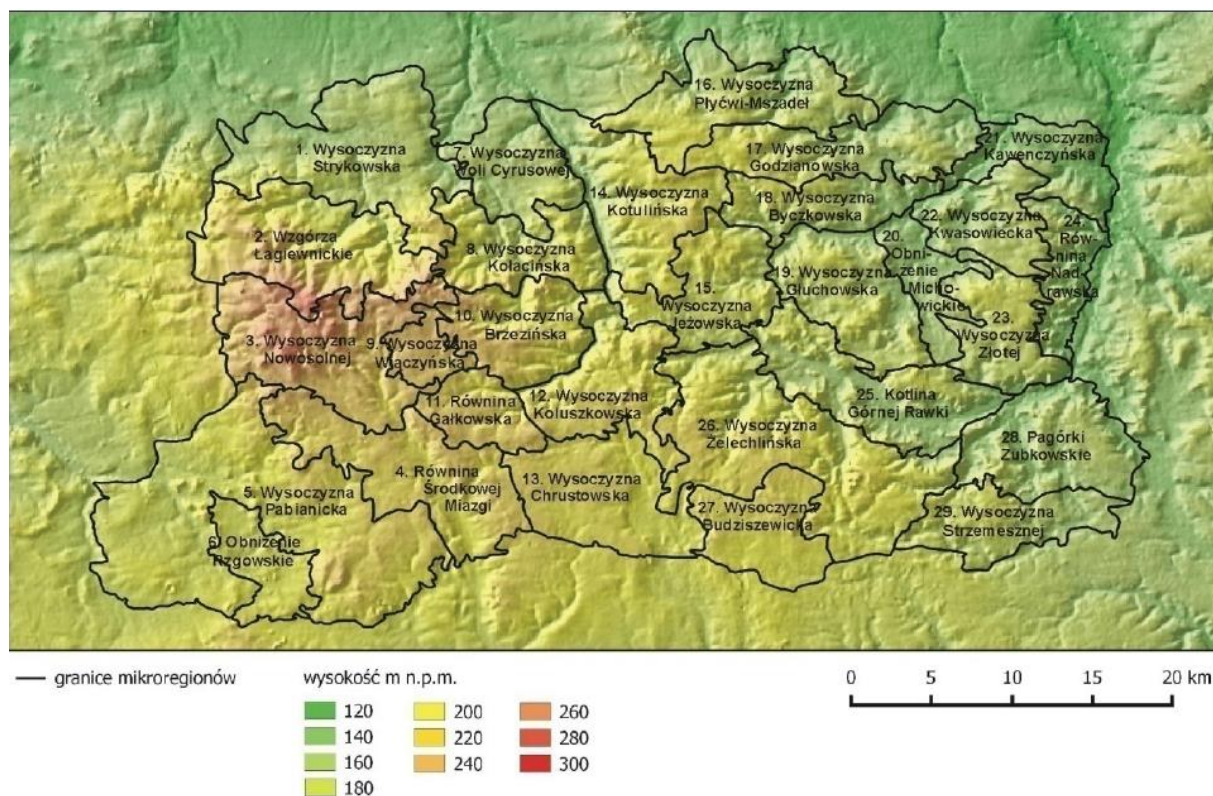 16. Wysoczyzna
Płyćwi-Mszadeł
1. Wysoczyzna
Strykowska
7. Wysoczyzna
Woli Cyrusowej
17. Wysoczyzna
Godzianowska
21. Wysoczyzna
Kawenczyńska
14. Wysoczyzna
Kotulińska
18. Wysoczyzna
Byczkowska
22. Wysoczyzna
Kwasowiecka
24.
Rów-
nina
Nad-
rawska
2. Wzgórza
Łagiewnickie
8. Wysoczyzna
Kołacińska
20.
Obni-
żenie
Micho-
wickie
19. Wysoczyzna
Głuchowska
15.
Wysoczyzna
Jeżowska
23.
Wysoczyzna
Złotej
3. Wysoczyzna
Nowosolnej
9. Wysoczyzna
Wiączyńska
10. Wysoczyzna
Brzezińska
11. Równina
Gałkowska
12. Wysoczyzna
Koluszkowska
25. Kotlina
Górnej Rawki
26. Wysoczyzna
Żelechlińska
28. Pagórki
Zubkowskie
4. Równina
Środkowej
Miazgi
13. Wysoczyzna
Chrustowska
5. Wysoczyzna
Pabianicka
27. Wysoczyzna
Budziszewicka
29. Wysoczyzna
Strzemesznej
6. Obniżenie
Rzgowskie
granice mikroregionów
wysokość m n.p.m.
120
140
160
180
200
220
240
260
280
300
0 5 10 15 20 km